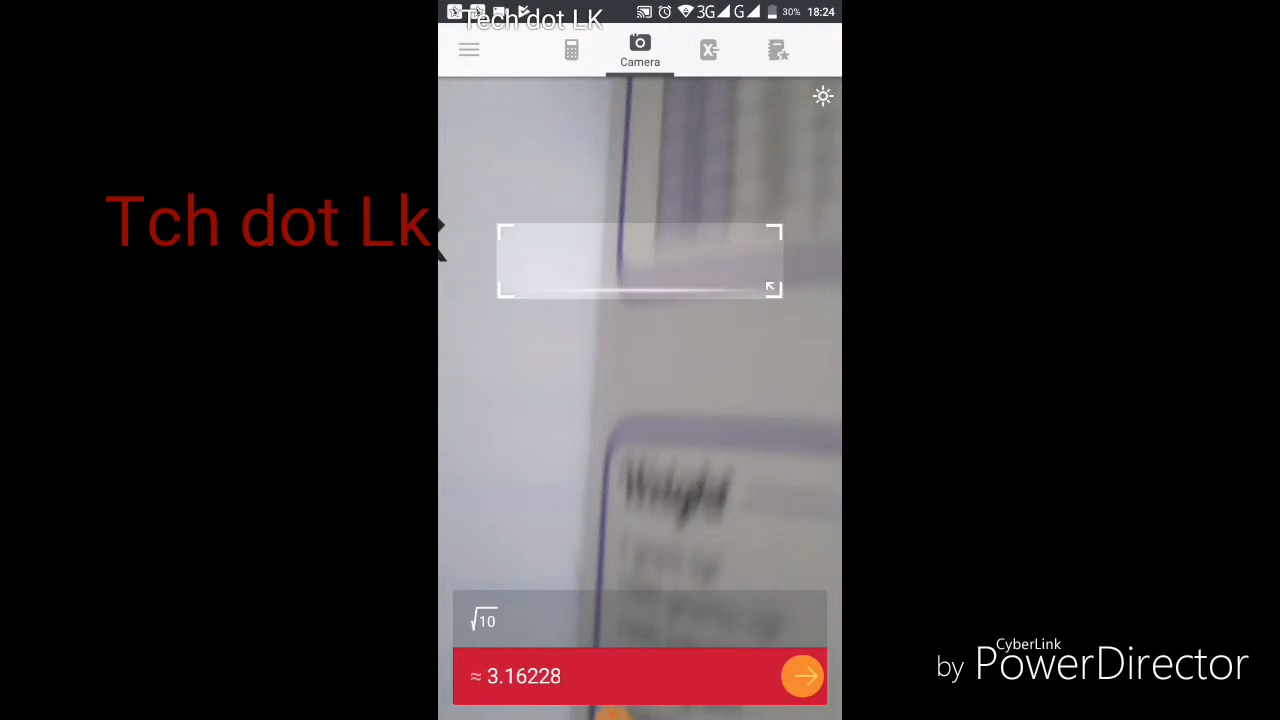 Tech dot LK
3G
G
30%
18:24
Camera
Tch dot Lk
√10
≈ 3.16228
CyberLink
by PowerDirector